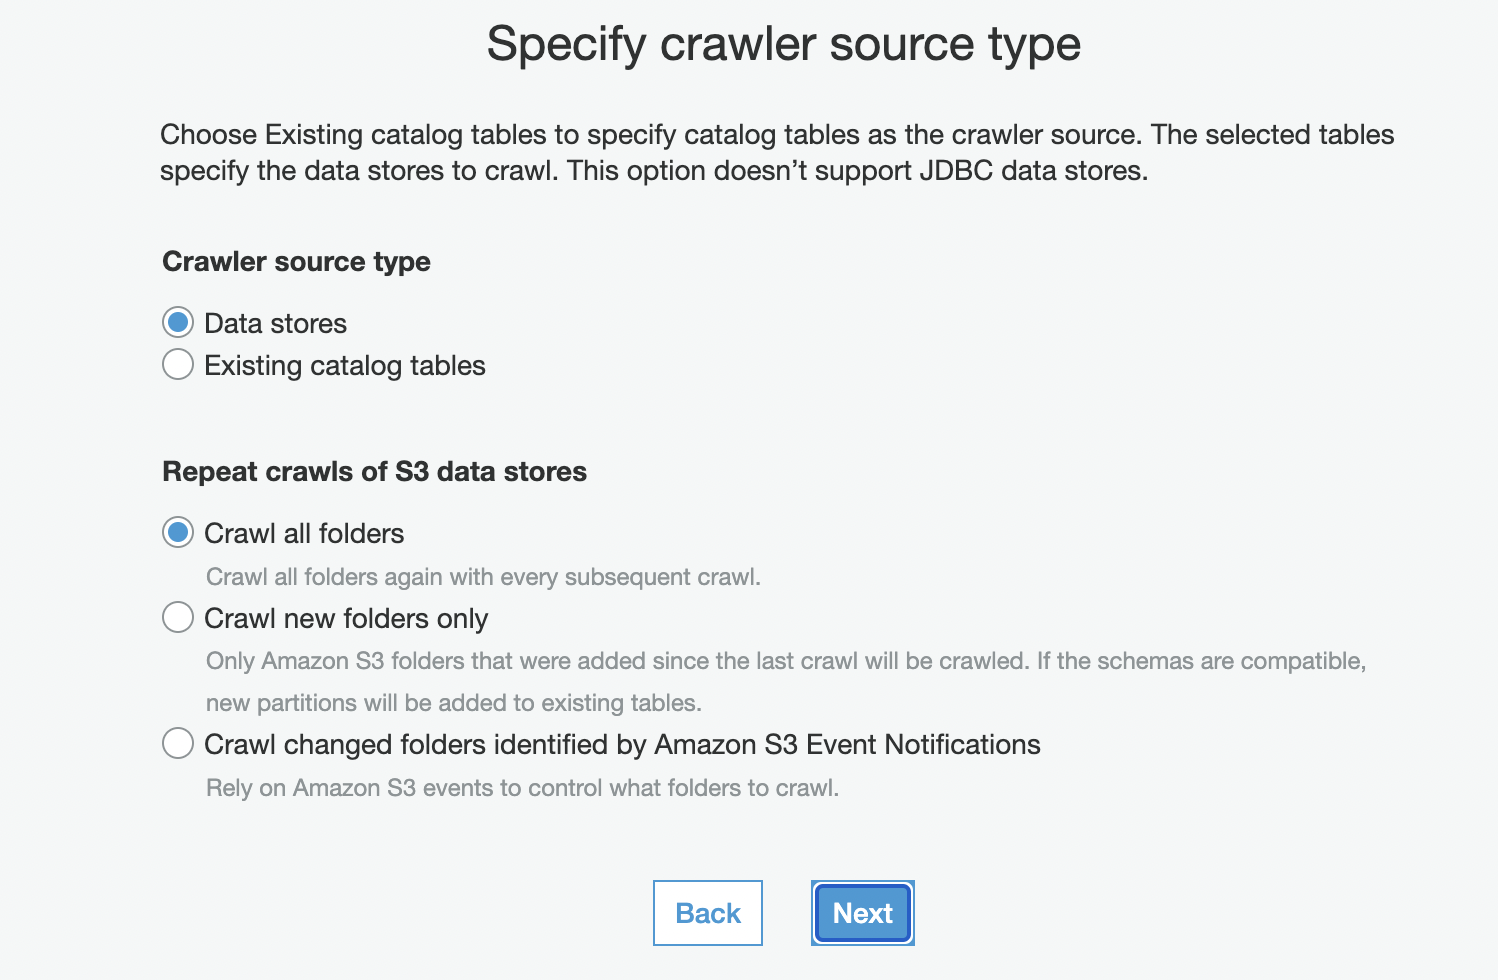 Specify crawler source type
Choose Existing catalog tables to specify catalog tables as the crawler source. The selected tables
specify the data stores to crawl. This option doesn’t support JDBC data stores.
Crawler source type
Data stores
Existing catalog tables
Repeat crawls of S3 data stores
Crawl all folders
Crawl all folders again with every subsequent crawl.
Crawl new folders only
Only Amazon S3 folders that were added since the last crawl will be crawled. If the schemas are compatible,
new partitions will be added to existing tables.
Crawl changed folders identified by Amazon S3 Event Notifications
Rely on Amazon S3 events to control what folders to crawl.
Back Next